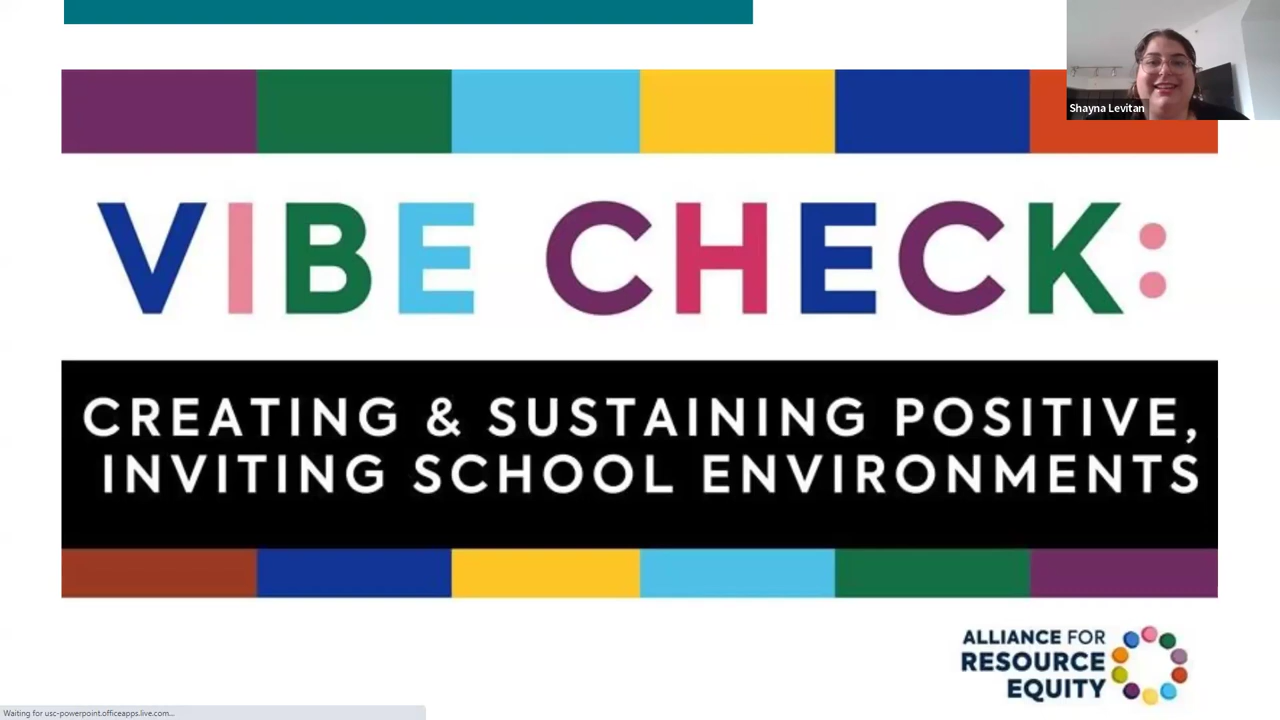 Shayna Levitan
VIBE CHECK:
CREATING & SUSTAINING POSITIVE,
INVITING SCHOOL ENVIRONMENTS
ALLIANCE FOR
RESOURCE
EQUITY
Waiting for usc-powerpoint.officeapps.live.com...